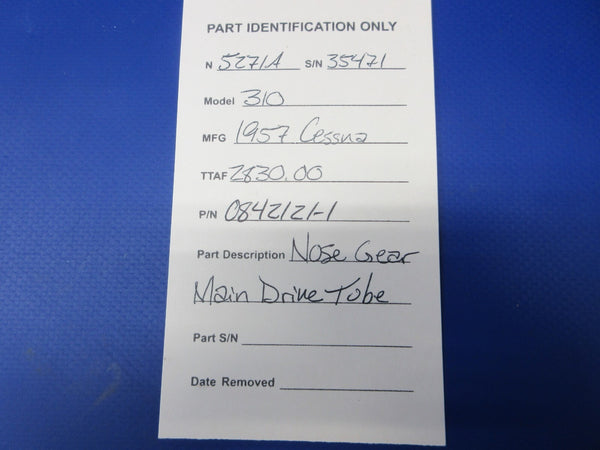 PART IDENTIFICATION ONLY
N 5271A S/N 35471
Model 310
MFG 1957 Cessna
TTAF 2830.00
P/N 0842121-1
Part Description Nose Gear
Main Drive Tube
Part S/N
Date Removed